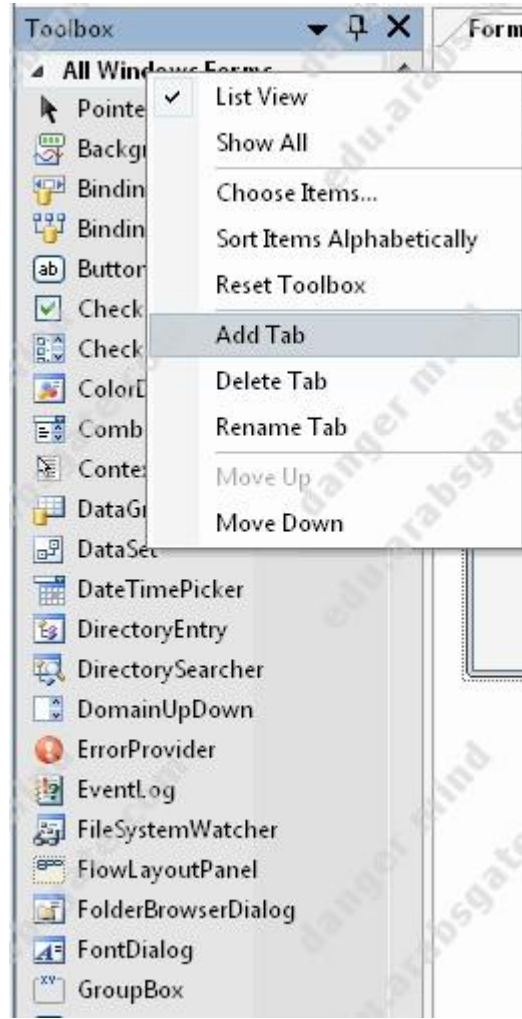 Toolbox
Form
All Windows Forms
List View
Show All
Choose Items...
Sort Items Alphabetically
Reset Toolbox
Add Tab
Delete Tab
Rename Tab
Move Up
Move Down
Pointe
Backgr
Bindin
Bindin
ab Button
Check
Check
ColorD
Comb
Contex
DataGr
DataSet
DateTimePicker
DirectoryEntry
DirectorySearcher
DomainUpDown
ErrorProvider
EventLog
FileSystemWatcher
FlowLayoutPanel
FolderBrowserDialog
FontDialog
GroupBox
danger mind
edu.arabsgate